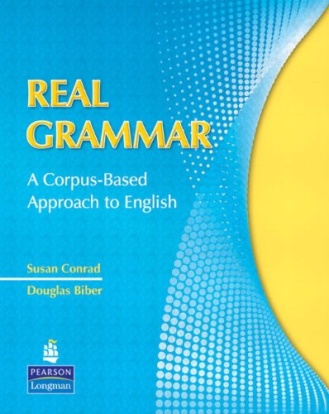 REAL
GRAMMAR
A Corpus-Based
Approach to English
Susan Conrad
Douglas Biber
PEARSON
Longman